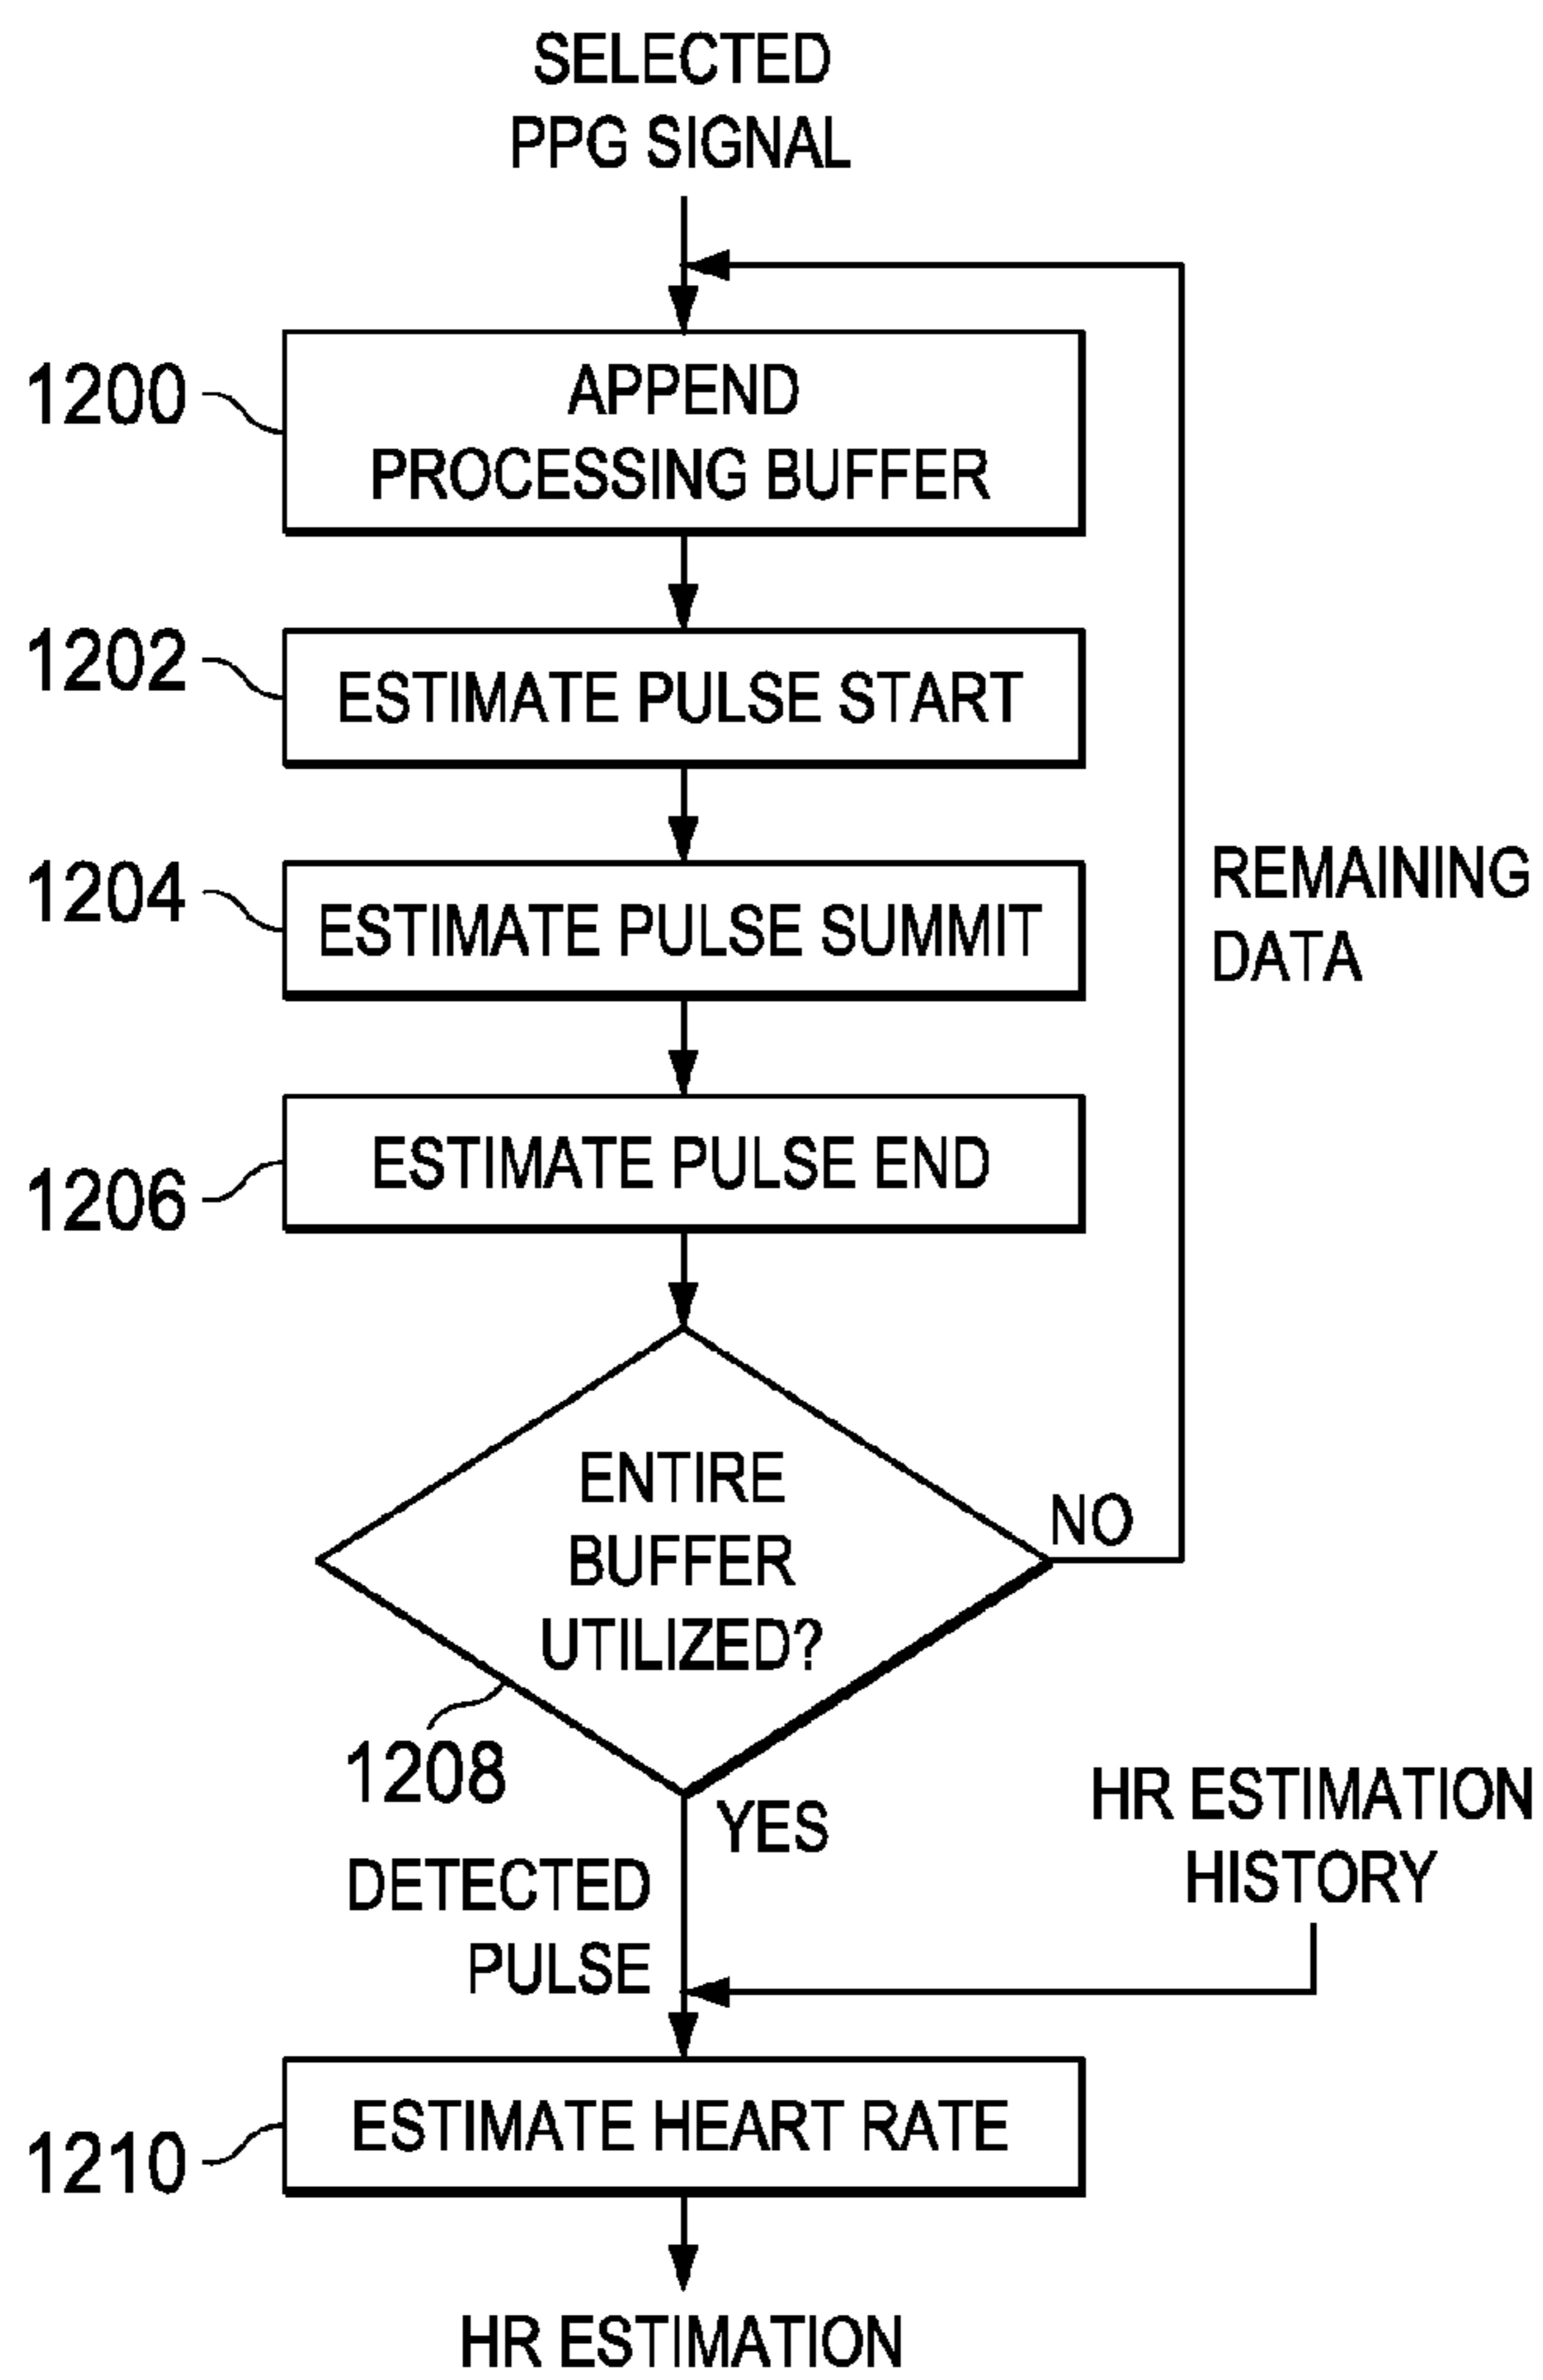 SELECTED
PPG SIGNAL
1200
APPEND
PROCESSING BUFFER
1202
ESTIMATE PULSE START
1204
ESTIMATE PULSE SUMMIT
REMAINING
DATA
1206
ESTIMATE PULSE END
ENTIRE
BUFFER
UTILIZED?
NO
1208
YES
DETECTED
PULSE
HR ESTIMATION
HISTORY
1210
ESTIMATE HEART RATE
HR ESTIMATION